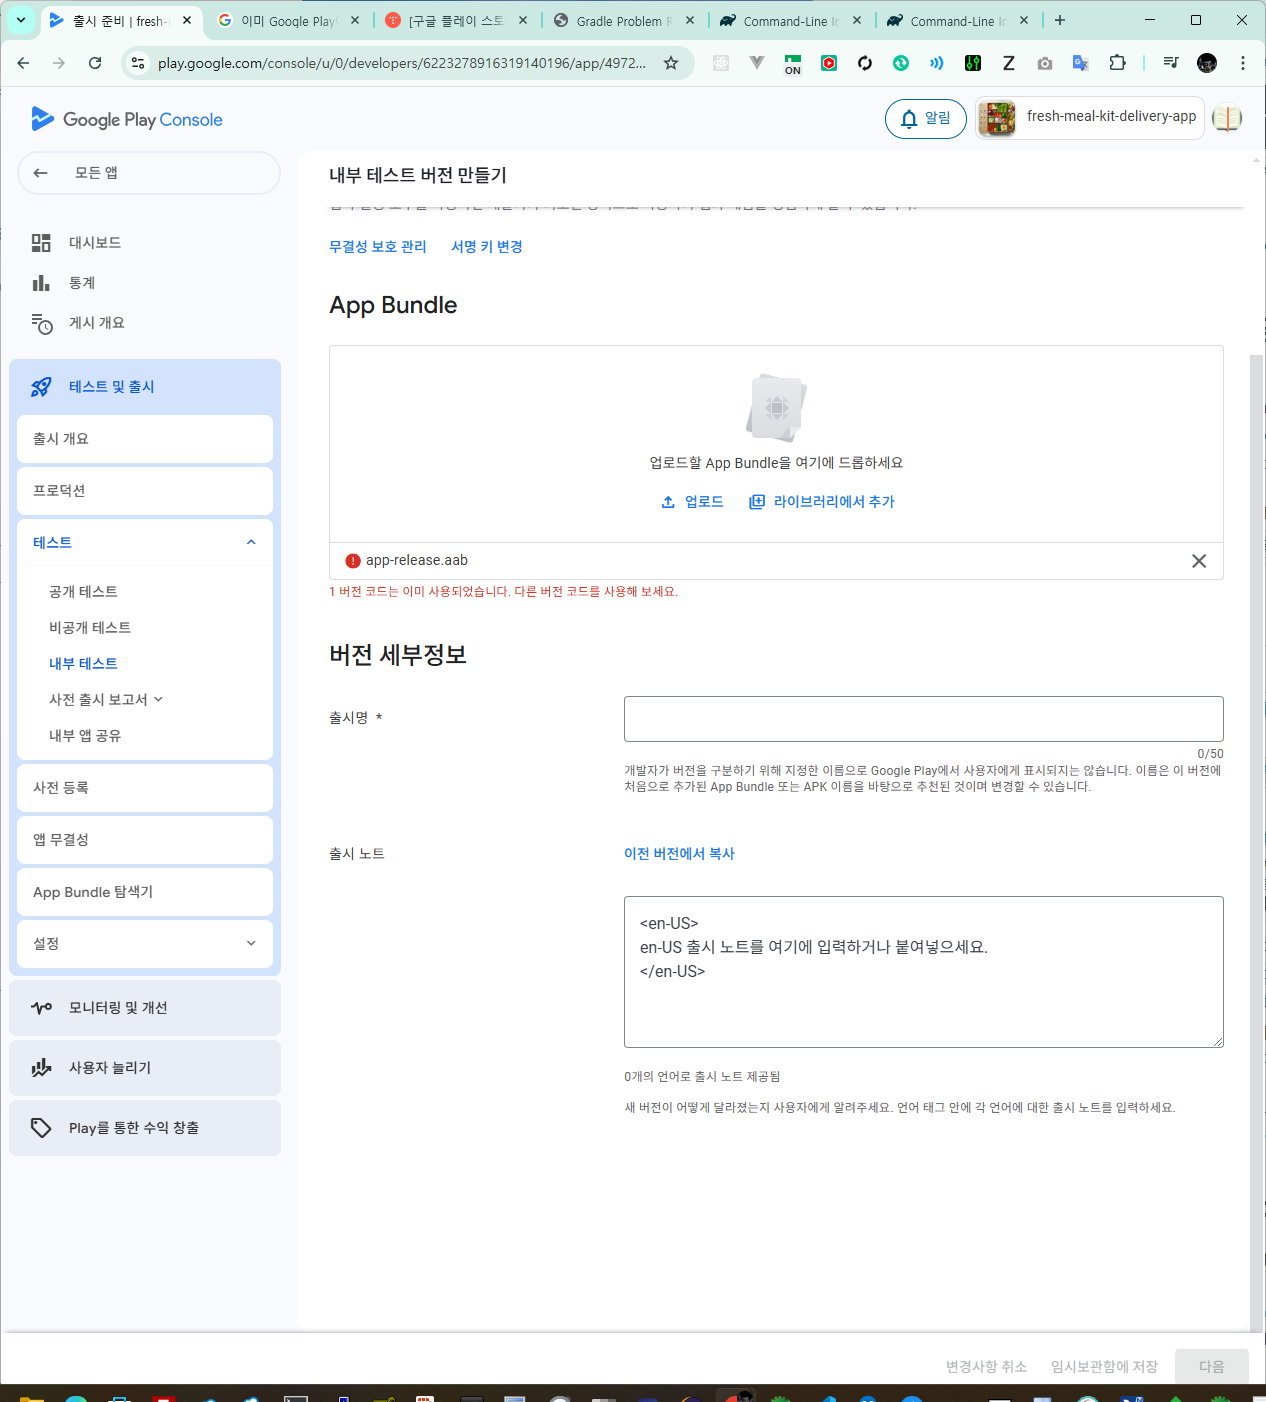 출시 준비 | fresh-
이미 Google Play
[구글 플레이 스토
Gradle Problem R
Command-Line In
Command-Line In
play.google.com/console/u/0/developers/6223278916319140196/app/4972...
ON
Google Play Console
알림
fresh-meal-kit-delivery-app
모든 앱
내부 테스트 버전 만들기
대시보드
통계
게시 개요
테스트 및 출시
출시 개요
프로덕션
테스트
공개 테스트
비공개 테스트
내부 테스트
사전 출시 보고서
내부 앱 공유
사전 등록
앱 무결성
App Bundle 탐색기
설정
모니터링 및 개선
사용자 늘리기
Play를 통한 수익 창출
무결성 보호 관리 서명 키 변경
App Bundle
업로드할 App Bundle을 여기에 드롭하세요
업로드 라이브러리에서 추가
app-release.aab
1 버전 코드는 이미 사용되었습니다. 다른 버전 코드를 사용해 보세요.
버전 세부정보
출시명 *
0/50
개발자가 버전을 구분하기 위해 지정한 이름으로 Google Play에서 사용자에게 표시되지는 않습니다. 이름은 이 버전에
처음으로 추가된 App Bundle 또는 APK 이름을 바탕으로 추천된 것이며 변경할 수 있습니다.
출시 노트
이전 버전에서 복사
<en-US>
en-US 출시 노트를 여기에 입력하거나 붙여넣으세요.
</en-US>
0개의 언어로 출시 노트 제공됨
새 버전이 어떻게 달라졌는지 사용자에게 알려주세요. 언어 태그 안에 각 언어에 대한 출시 노트를 입력하세요.
변경사항 취소 임시보관함에 저장 다음